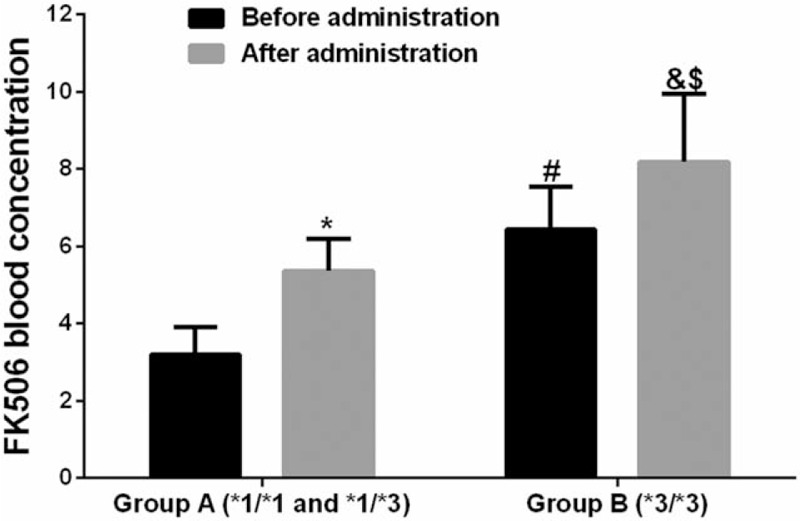 FK506 blood concentration
Before administration
After administration
12
10
8
6
4
2
0
*
#
&$
Group A (*1/*1 and *1/*3)
Group B (*3/*3)